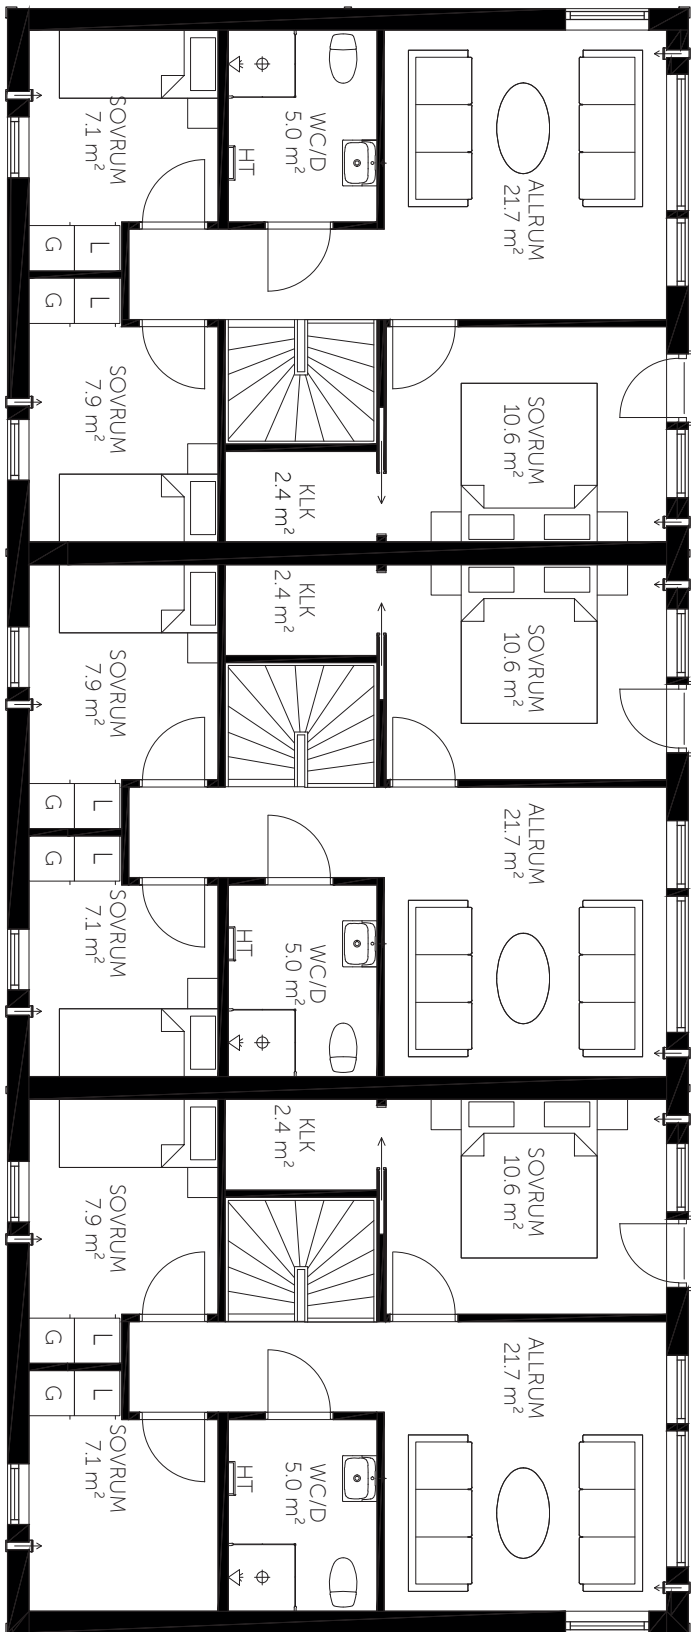 SOVRUM
7.1 m²
WC/D
5.0 m²
HT
ALLRUM
21.7 m²
G
L
G
L
SOVRUM
7.9 m²
SOVRUM
10.6 m²
KLK
2.4 m²
KLK
2.4 m²
SOVRUM
7.9 m²
SOVRUM
10.6 m²
G
L
G
L
ALLRUM
21.7 m²
SOVRUM
7.1 m²
HT
WC/D
5.0 m²
KLK
2.4 m²
SOVRUM
10.6 m²
SOVRUM
7.9 m²
G
L
G
L
ALLRUM
21.7 m²
SOVRUM
7.1 m²
HT
WC/D
5.0 m²